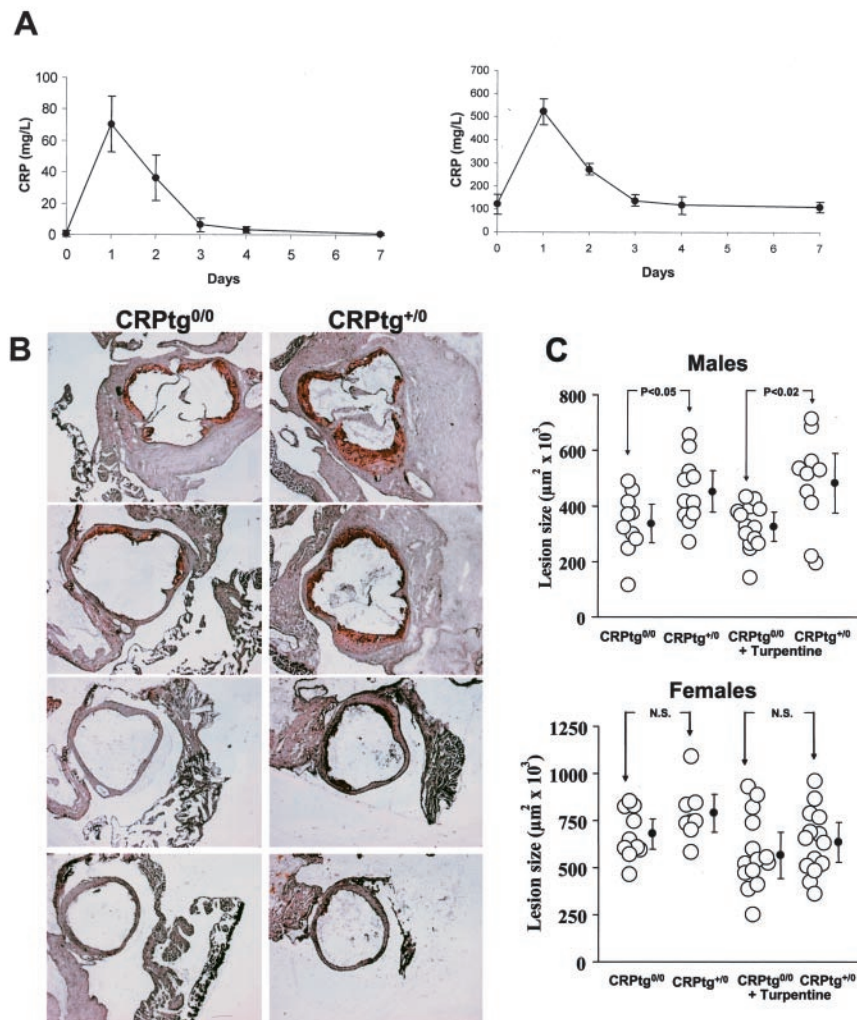 A
CRP (mg/L)
100
80
60
40
20
0
0 1 2 3 4 5 6 7
Days
CRP (mg/L)
700
600
500
400
300
200
100
0
0 1 2 3 4 5 6 7
Days
B
CRPtg0/0
CRPtg+/0
C
Males
P<0.05
P<0.02
Lesion size (µm² x 10³)
800
600
400
200
0
CRPtg0/0 CRPtg+/0 CRPtg0/0 CRPtg+/0
+ Turpentine
Females
N.S.
N.S.
Lesion size (µm² x 10³)
1250
1000
750
500
250
0
CRPtg0/0 CRPtg+/0 CRPtg0/0 CRPtg+/0
+ Turpentine